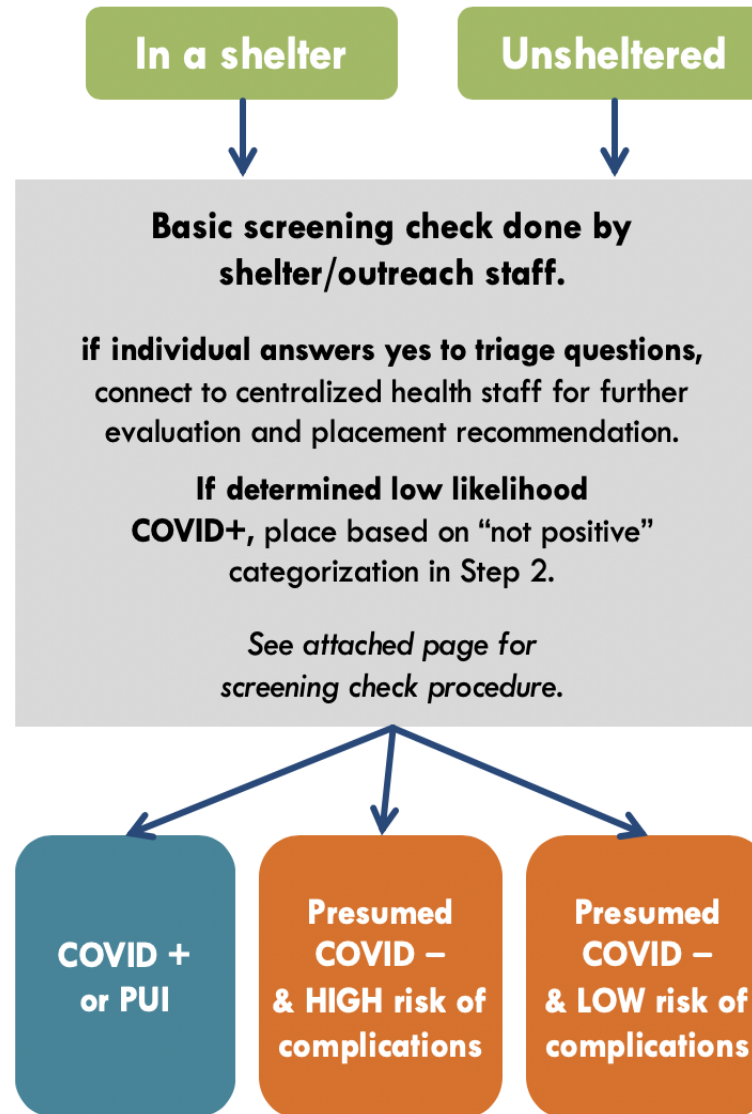 In a shelter
Unsheltered
Basic screening check done by
shelter/outreach staff.
if individual answers yes to triage questions,
connect to centralized health staff for further
evaluation and placement recommendation.
If determined low likelihood
COVID+, place based on “not positive”
categorization in Step 2.
See attached page for
screening check procedure.
COVID +
or PUI
Presumed
COVID –
& HIGH risk of
complications
Presumed
COVID –
& LOW risk of
complications